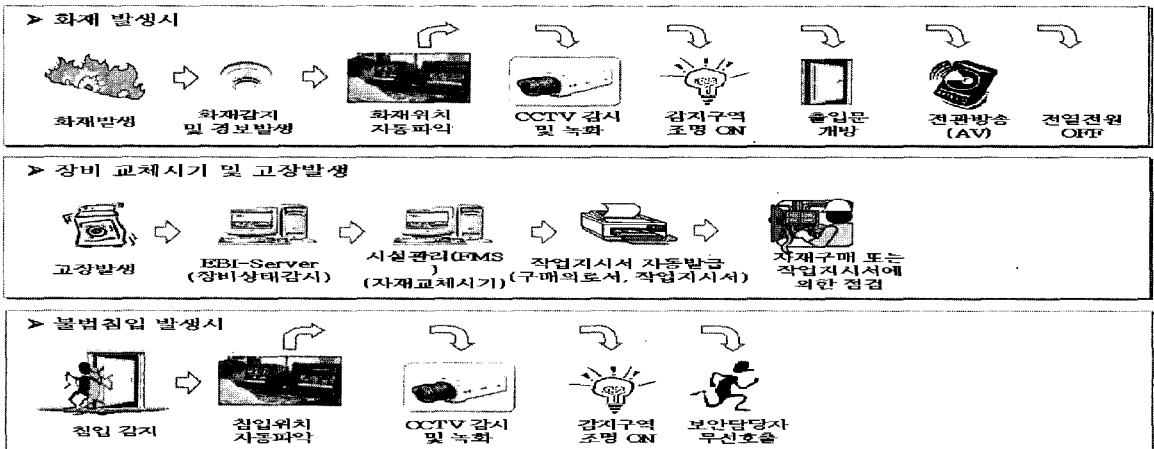 ➤ 화재 발생시
화재발생
화재감지
및 경보발생
화재위치
자동파악
CCTV 감시
및 녹화
감지구역
조명 ON
출입문
개방
전관방송
(AV)
전열전원
OFF
➤ 장비 교체시기 및 고장발생
고장발생
EBI-Server
(장비상태감시)
시설관리(FMS
)
(자재교체시기)
작업지시서 자동발급
(구매의뢰서, 작업지시서)
자재구매 또는
작업지시서에
의한 점검
➤ 불법침입 발생시
침입 감지
침입위치
자동파악
CCTV 감시
및 녹화
감지구역
조명 ON
보안담당자
무선호출